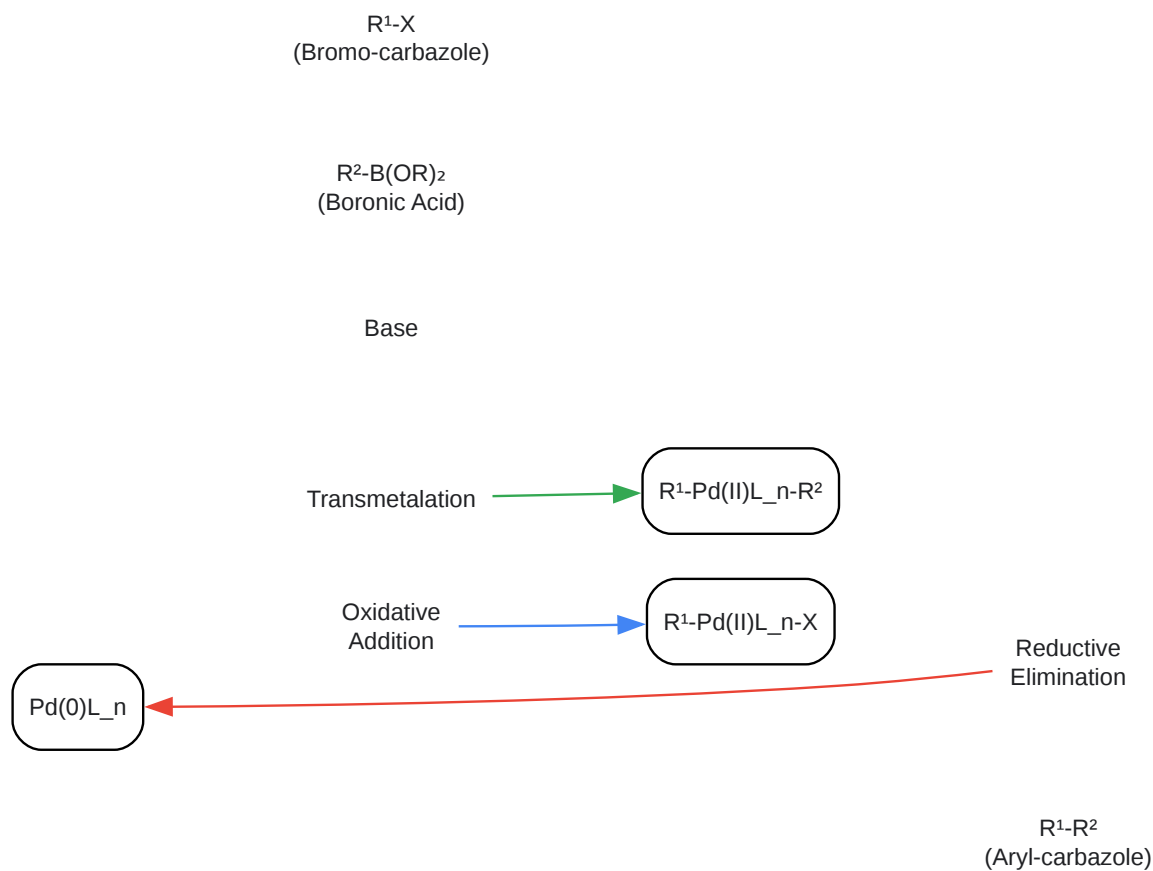 R¹-X
(Bromo-carbazole)
R²-B(OR)₂
(Boronic Acid)
Base
Transmetalation
R¹-Pd(II)L_n-R²
Oxidative
Addition
R¹-Pd(II)L_n-X
Reductive
Elimination
Pd(0)L_n
R¹-R²
(Aryl-carbazole)